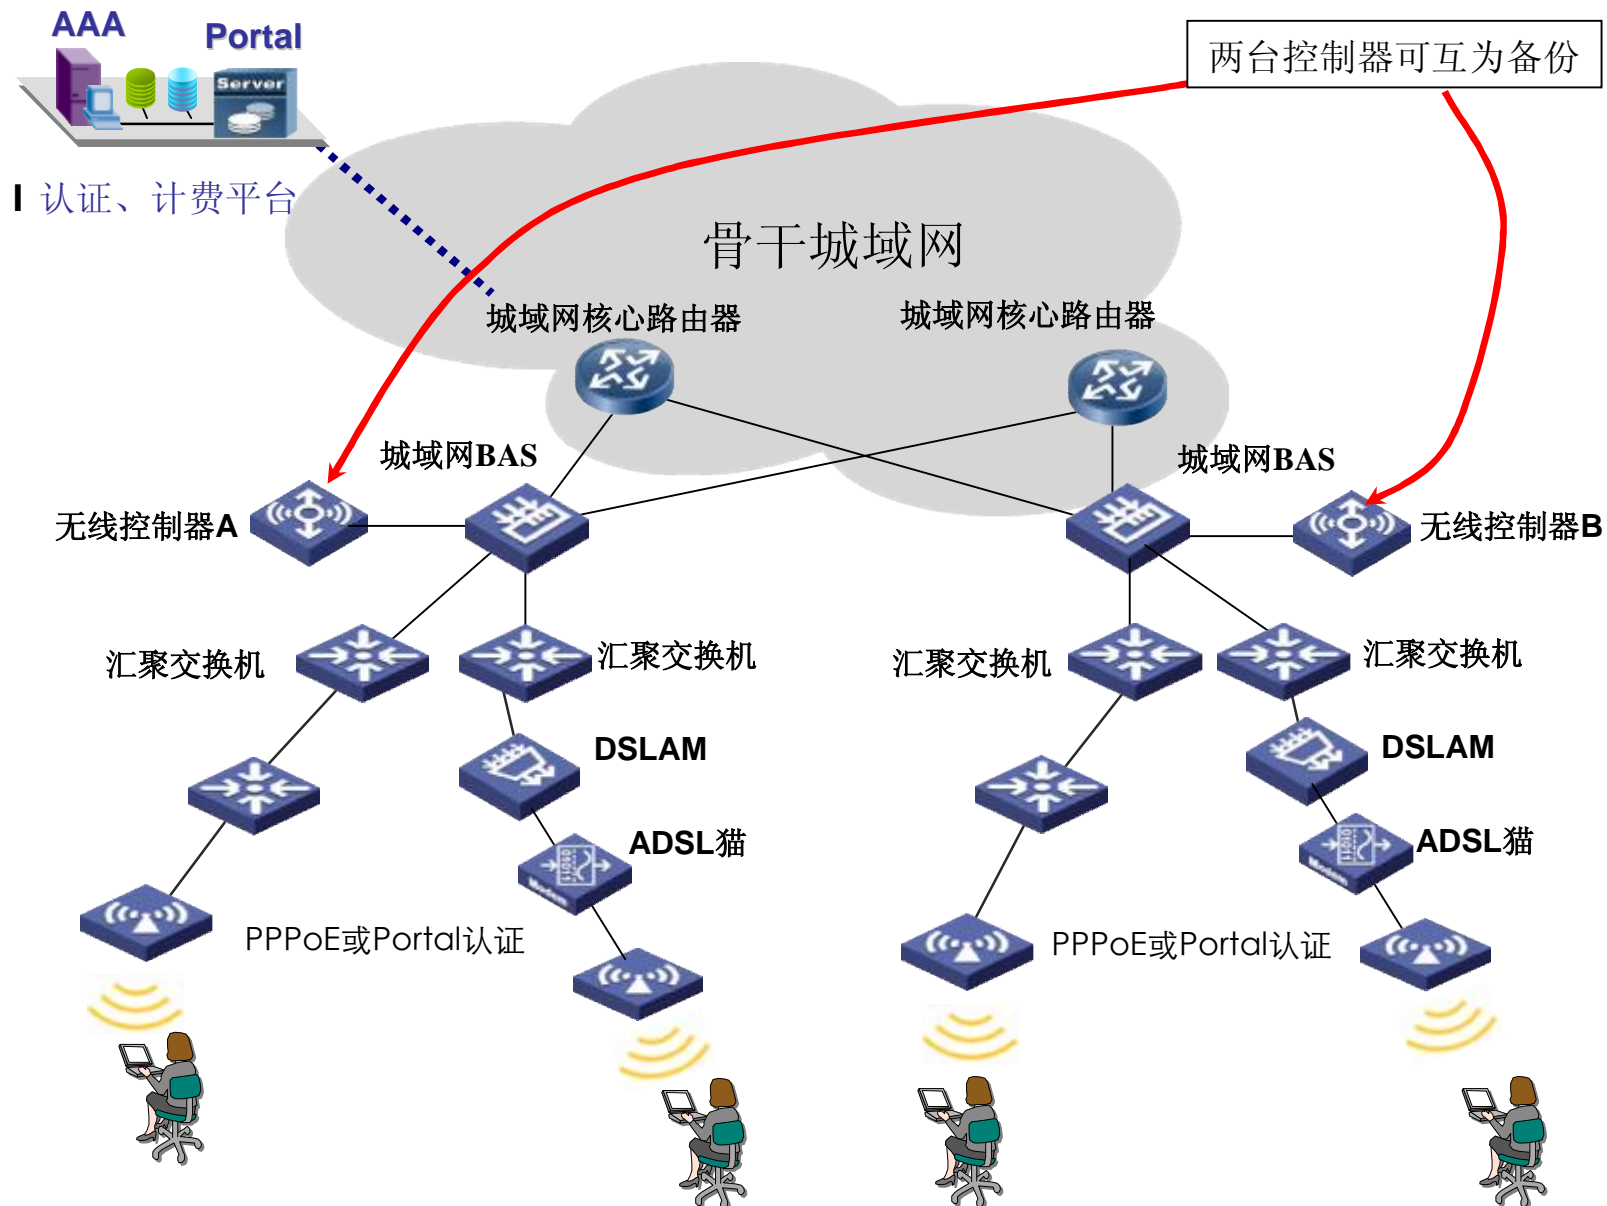 AAA
Portal
Server
两台控制器可互为备份
l 认证、计费平台
骨干城域网
城域网核心路由器
城域网核心路由器
城域网BAS
城域网BAS
无线控制器A
无线控制器B
汇聚交换机
汇聚交换机
汇聚交换机
汇聚交换机
DSLAM
DSLAM
ADSL猫
ADSL猫
01011
Modem
01011
Modem
PPPoE或Portal认证
PPPoE或Portal认证